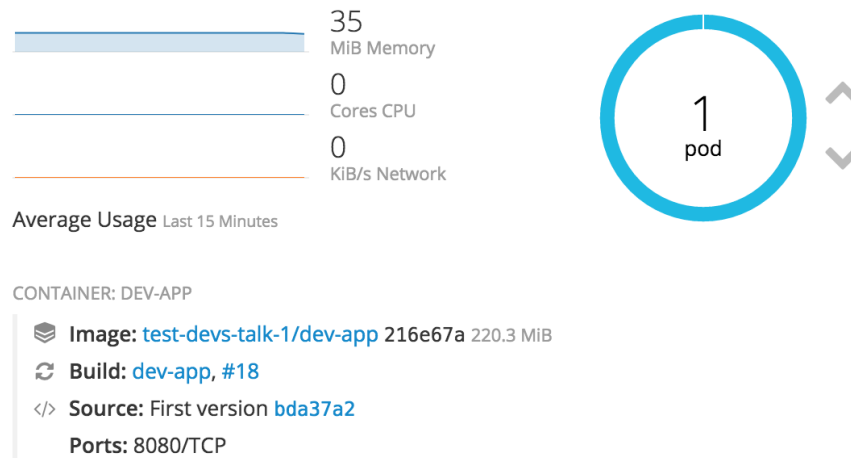 35
MiB Memory
0
Cores CPU
0
KiB/s Network
Average Usage Last 15 Minutes
1
pod
CONTAINER: DEV-APP
Image: test-devs-talk-1/dev-app 216e67a 220.3 MiB
Build: dev-app, #18
Source: First version bda37a2
Ports: 8080/TCP